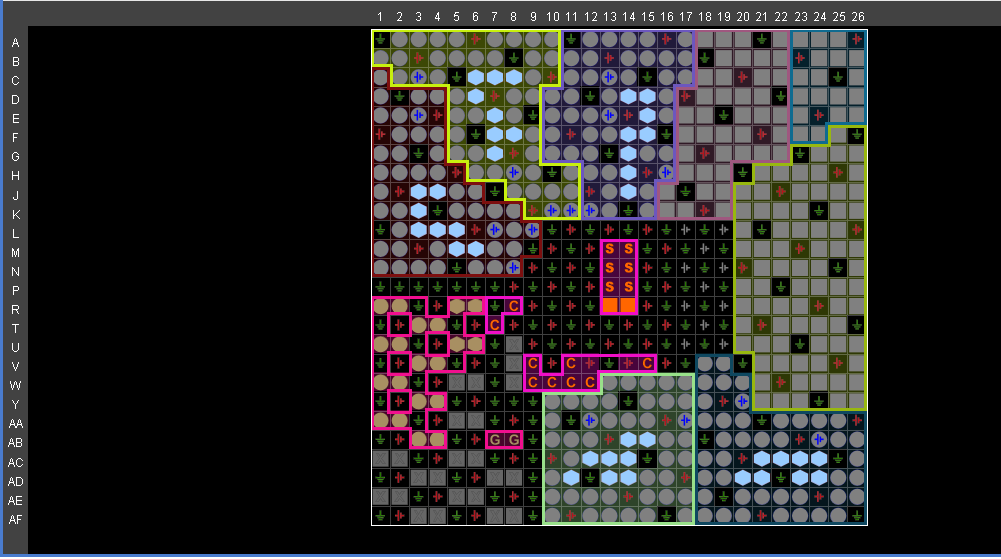 1 2 3 4 5 6 7 8 9 10 11 12 13 14 15 16 17 18 19 20 21 22 23 24 25 26
A
B
C
D
E
F
G
H
J
K
L
M S S
N S S
P S S
R C
T C
U
V C C C
W C C C C
Y
AA
AB G G
AC
AD
AE
AF